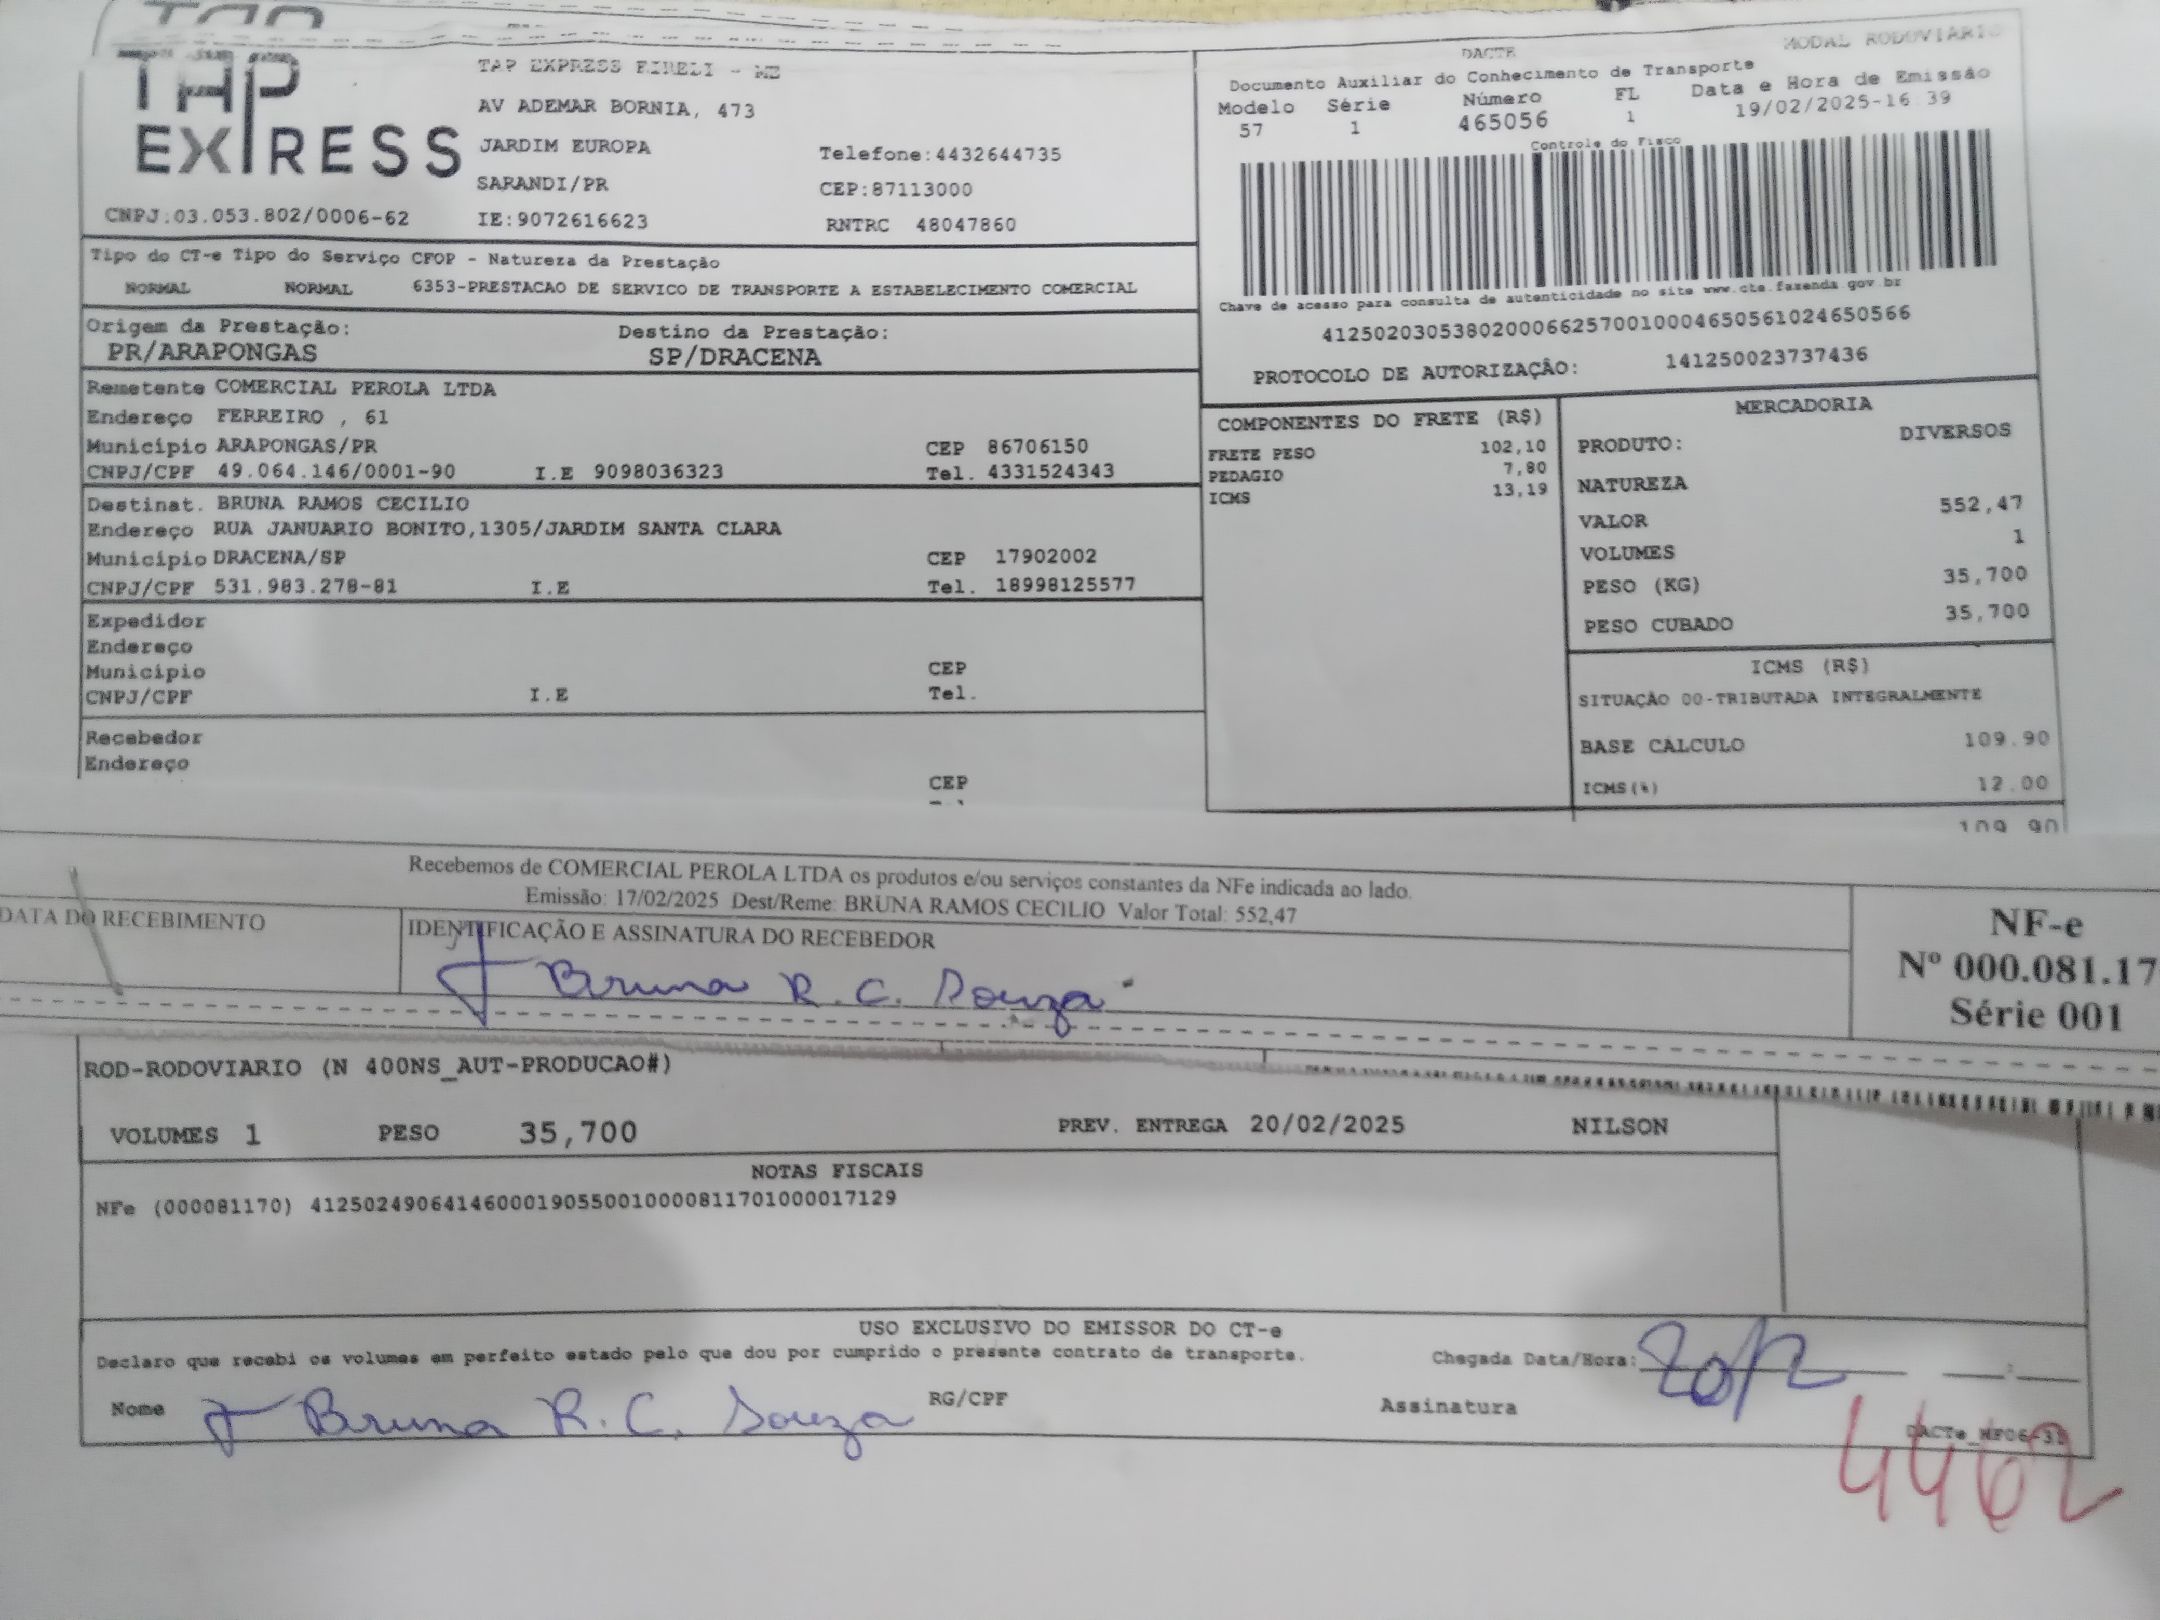 TAP
EXPRESS
CNPJ:03.053.802/0006-62
TAP EXPRESS EIRELI - ME
AV ADEMAR BORNIA, 473
JARDIM EUROPA
Telefone:4432644735
SARANDI/PR
CEP:87113000
IE:9072616623
RNTRC 48047860
DACTE
MODAL RODOVIARIO
Documento Auxiliar do Conhecimento de Transporte
Modelo Série Número FL Data e Hora de Emissão
57 1 465056 1 19/02/2025-16 39
Controle do Fisco
Chave de acesso para consulta de autenticidade no site www.cte.fazenda.gov.br
41250203053802000662570010004650561024650566
PROTOCOLO DE AUTORIZAÇÃO: 141250023737436
Tipo do CT-e Tipo do Serviço CFOP - Natureza da Prestação
NORMAL NORMAL 6353-PRESTACAO DE SERVICO DE TRANSPORTE A ESTABELECIMENTO COMERCIAL
Origem da Prestação: Destino da Prestação:
PR/ARAPONGAS SP/DRACENA
Remetente COMERCIAL PEROLA LTDA
Endereço FERREIRO , 61
Município ARAPONGAS/PR CEP 86706150
CNPJ/CPF 49.064.146/0001-90 I.E 9098036323 Tel. 4331524343
Destinat. BRUNA RAMOS CECILIO
Endereço RUA JANUARIO BONITO,1305/JARDIM SANTA CLARA
Município DRACENA/SP CEP 17902002
CNPJ/CPF 531.983.278-81 I.E Tel. 18998125577
Expedidor
Endereço
Município CEP
CNPJ/CPF I.E Tel.
Recebedor
Endereço
CEP
COMPONENTES DO FRETE (R$)
FRETE PESO 102,10
PEDAGIO 7,80
ICMS 13,19
MERCADORIA
PRODUTO: DIVERSOS
NATUREZA
VALOR 552,47
VOLUMES 1
PESO (KG) 35,700
PESO CUBADO 35,700
ICMS (R$)
SITUAÇÃO 00-TRIBUTADA INTEGRALMENTE
BASE CÁLCULO 109.90
ICMS(%) 12.00
109.90
Recebemos de COMERCIAL PEROLA LTDA os produtos e/ou serviços constantes da NFe indicada ao lado.
Emissão: 17/02/2025 Dest/Reme: BRUNA RAMOS CECILIO Valor Total: 552,47
DATA DO RECEBIMENTO
IDENTIFICAÇÃO E ASSINATURA DO RECEBEDOR
Bruna R. C. Souza
NF-e
Nº 000.081.17
Série 001
ROD-RODOVIARIO (N 400NS_AUT-PRODUCAO#)
VOLUMES 1 PESO 35,700 PREV. ENTREGA 20/02/2025 NILSON
NOTAS FISCAIS
NFe (000081170) 41250249064146000190550010000811701000017129
USO EXCLUSIVO DO EMISSOR DO CT-e
Declaro que recebi os volumes em perfeito estado pelo que dou por cumprido o presente contrato de transporte.
Chegada Data/Hora: 20/2
Nome Bruna R. C. Souza RG/CPF Assinatura
4462